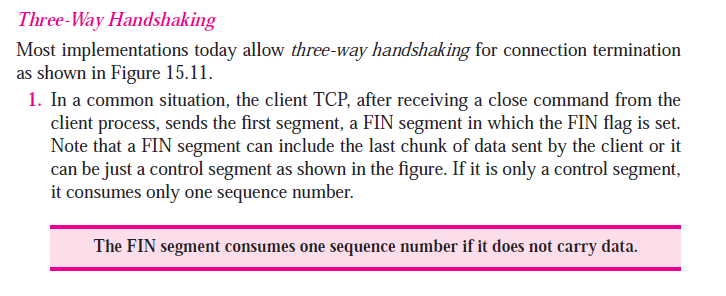 Three-Way Handshaking
Most implementations today allow three-way handshaking for connection termination
as shown in Figure 15.11.
1. In a common situation, the client TCP, after receiving a close command from the
client process, sends the first segment, a FIN segment in which the FIN flag is set.
Note that a FIN segment can include the last chunk of data sent by the client or it
can be just a control segment as shown in the figure. If it is only a control segment,
it consumes only one sequence number.
The FIN segment consumes one sequence number if it does not carry data.